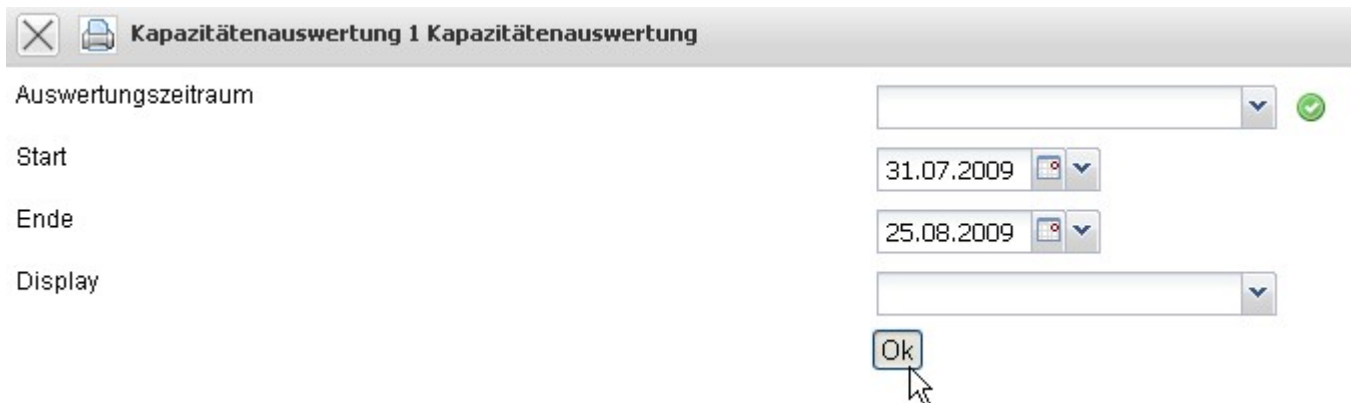 Kapazitätenauswertung 1 Kapazitätenauswertung
Auswertungszeitraum
Start 31.07.2009
Ende 25.08.2009
Display
Ok